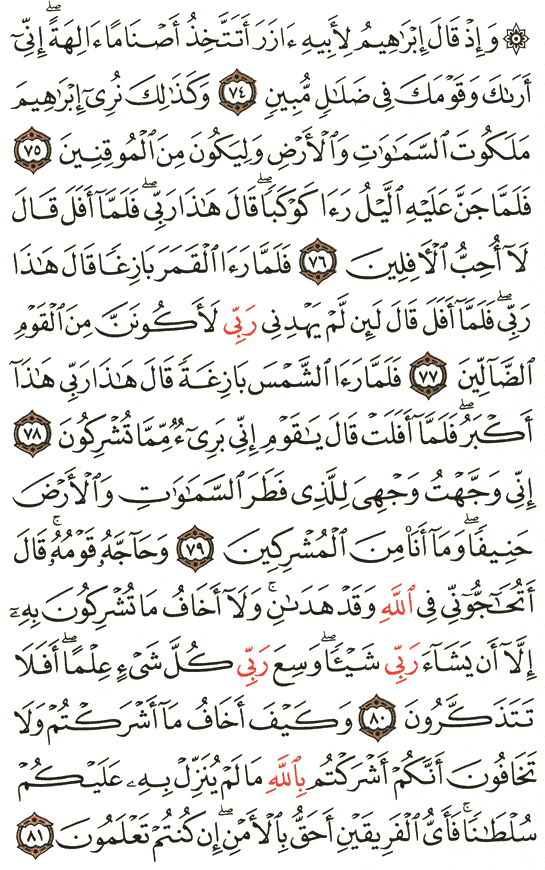 ۞ وَإِذْ قَالَ إِبْرَٰهِيمُ لِأَبِيهِ ءَازَرَ أَتَتَّخِذُ أَصْنَامًا ءَالِهَةً ۖ إِنِّىٓ
أَرَىٰكَ وَقَوْمَكَ فِى ضَلَٰلٍ مُّبِينٍ ٧٤ وَكَذَٰلِكَ نُرِىٓ إِبْرَٰهِيمَ
مَلَكُوتَ ٱلسَّمَٰوَٰتِ وَٱلْأَرْضِ وَلِيَكُونَ مِنَ ٱلْمُوقِنِينَ ٧٥
فَلَمَّا جَنَّ عَلَيْهِ ٱلَّيْلُ رَءَا كَوْكَبًا ۖ قَالَ هَٰذَا رَبِّى ۖ فَلَمَّآ أَفَلَ قَالَ
لَآ أُحِبُّ ٱلْأَفِلِينَ ٧٦ فَلَمَّا رَءَا ٱلْقَمَرَ بَازِغًا قَالَ هَٰذَا
رَبِّى ۖ فَلَمَّآ أَفَلَ قَالَ لَئِن لَّمْ يَهْدِنِى رَبِّى لَأَكُونَنَّ مِنَ ٱلْقَوْمِ
ٱلضَّآلِّينَ ٧٧ فَلَمَّا رَءَا ٱلشَّمْسَ بَازِغَةً قَالَ هَٰذَا رَبِّى هَٰذَآ
أَكْبَرُ ۖ فَلَمَّآ أَفَلَتْ قَالَ يَٰقَوْمِ إِنِّى بَرِىٓءٌ مِّمَّا تُشْرِكُونَ ٧٨
إِنِّى وَجَّهْتُ وَجْهِىَ لِلَّذِى فَطَرَ ٱلسَّمَٰوَٰتِ وَٱلْأَرْضَ
حَنِيفًا ۖ وَمَآ أَنَا۠ مِنَ ٱلْمُشْرِكِينَ ٧٩ وَحَآجَّهُۥ قَوْمُهُۥ ۚ قَالَ
أَتُحَٰٓجُّوٓنِّى فِى ٱللَّهِ وَقَدْ هَدَىٰنِ ۚ وَلَآ أَخَافُ مَا تُشْرِكُونَ بِهِۦٓ
إِلَّآ أَن يَشَآءَ رَبِّى شَيْـًٔا ۗ وَسِعَ رَبِّى كُلَّ شَىْءٍ عِلْمًا ۗ أَفَلَا
تَتَذَكَّرُونَ ٨٠ وَكَيْفَ أَخَافُ مَآ أَشْرَكْتُمْ وَلَا
تَخَافُونَ أَنَّكُمْ أَشْرَكْتُم بِٱللَّهِ مَا لَمْ يُنَزِّلْ بِهِۦ عَلَيْكُمْ
سُلْطَٰنًا ۚ فَأَىُّ ٱلْفَرِيقَيْنِ أَحَقُّ بِٱلْأَمْنِ ۖ إِن كُنتُمْ تَعْلَمُونَ ٨١